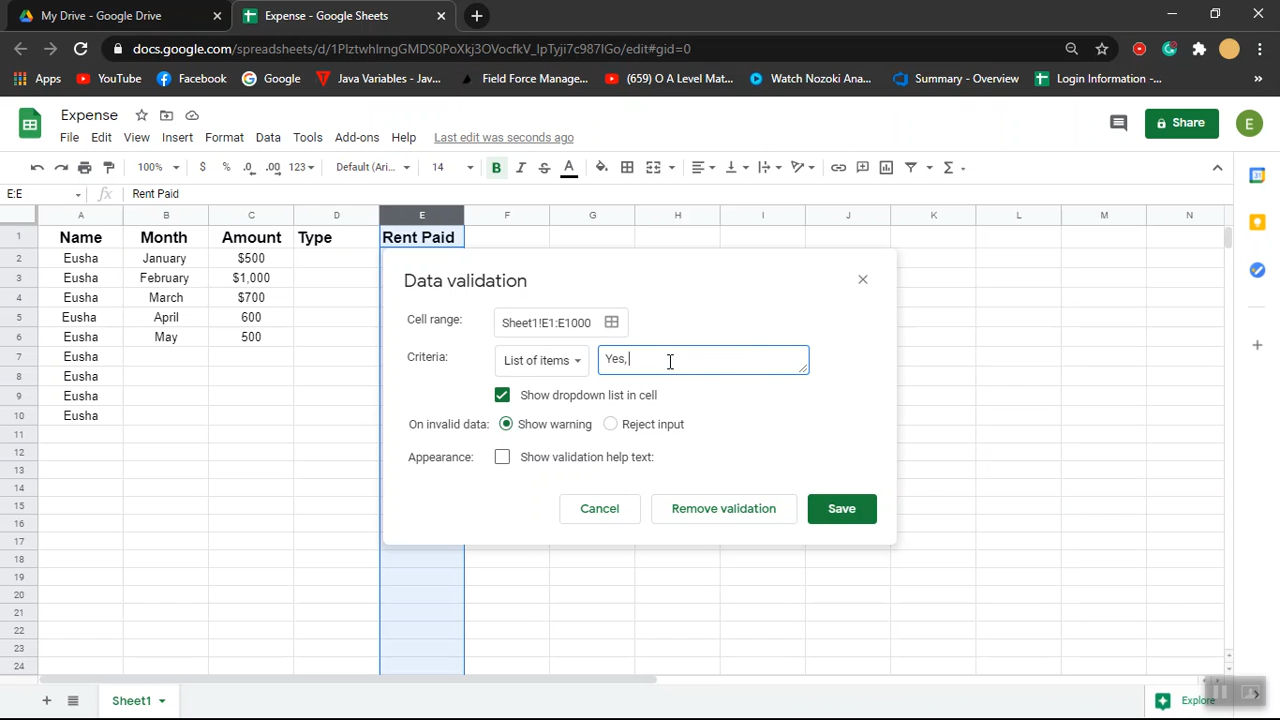 My Drive - Google Drive
Expense - Google Sheets
docs.google.com/spreadsheets/d/1PlztwhlrngGMDS0PoXkj3OVocfkV_lpTyji7c987IGo/edit#gid=0
Apps YouTube Facebook Google Java Variables - Jav... Field Force Manage... (659) O A Level Mat... Watch Nozoki Ana... Summary - Overview Login Information -... »
Expense
E
Share
File Edit View Insert Format Data Tools Add-ons Help Last edit was seconds ago
100% $ % .0 .00 123 Default (Ari... 14 B I S A
E:E fx Rent Paid
A B C D E F G H I J K L M N
1 Name Month Amount Type Rent Paid
2 Eusha January $500
3 Eusha February $1,000
4 Eusha March $700
5 Eusha April 600
6 Eusha May 500
7 Eusha
8 Eusha
9 Eusha
10 Eusha
11
12
13
14
15
16
17
18
19
20
21
22
23
24
Data validation
Cell range: Sheet1!E1:E1000
Criteria: List of items Yes,
Show dropdown list in cell
On invalid data: Show warning Reject input
Appearance: Show validation help text:
Cancel Remove validation Save
Sheet1
Explore